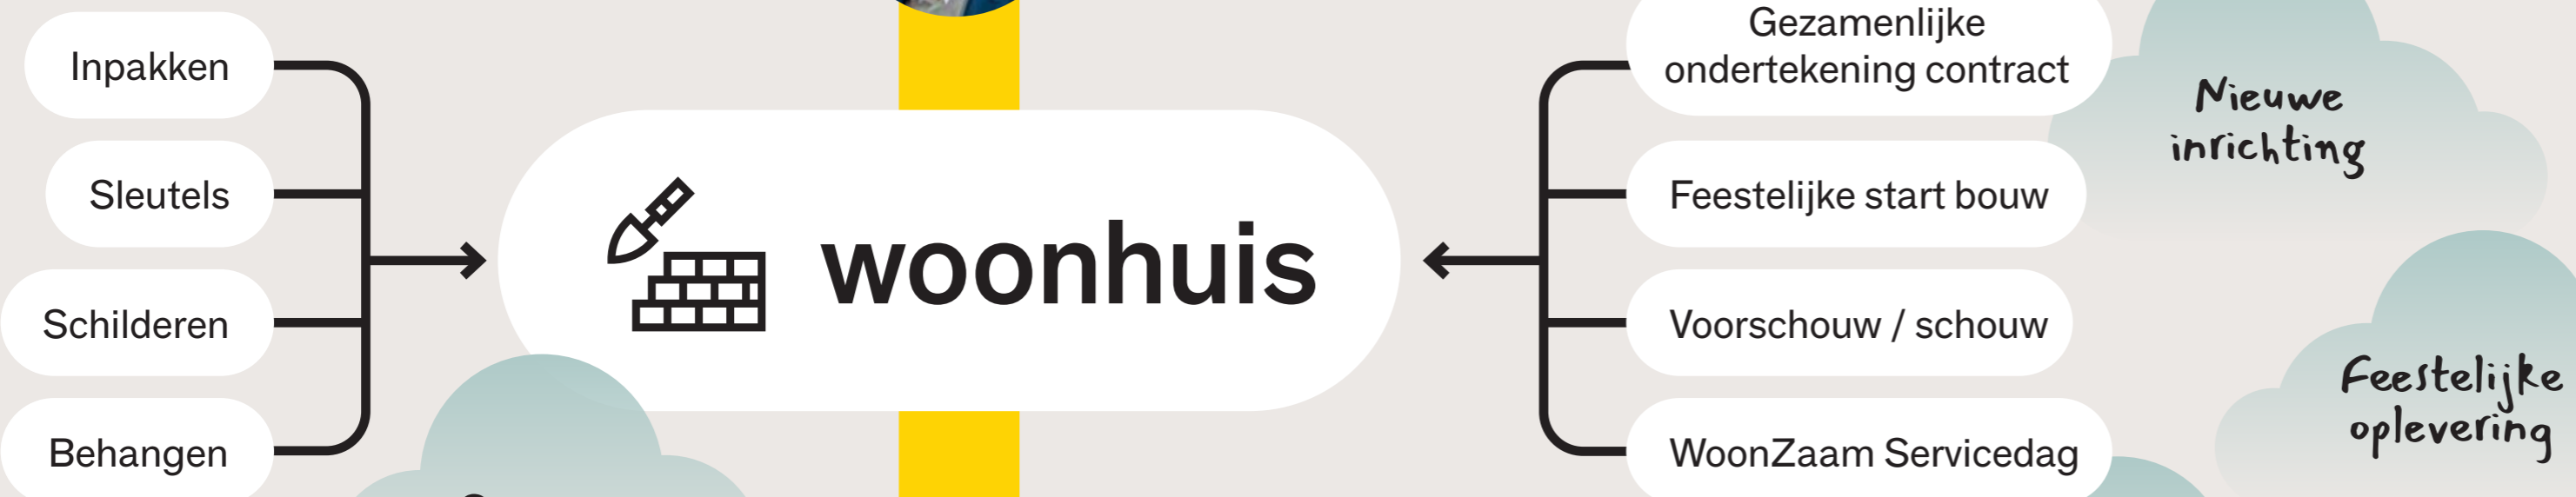 Inpakken
Sleutels
Schilderen
Behangen
woonhuis
Gezamenlijke
ondertekening contract
Feestelijke start bouw
Voorschouw / schouw
WoonZaam Servicedag
Nieuwe
inrichting
Feestelijke
oplevering